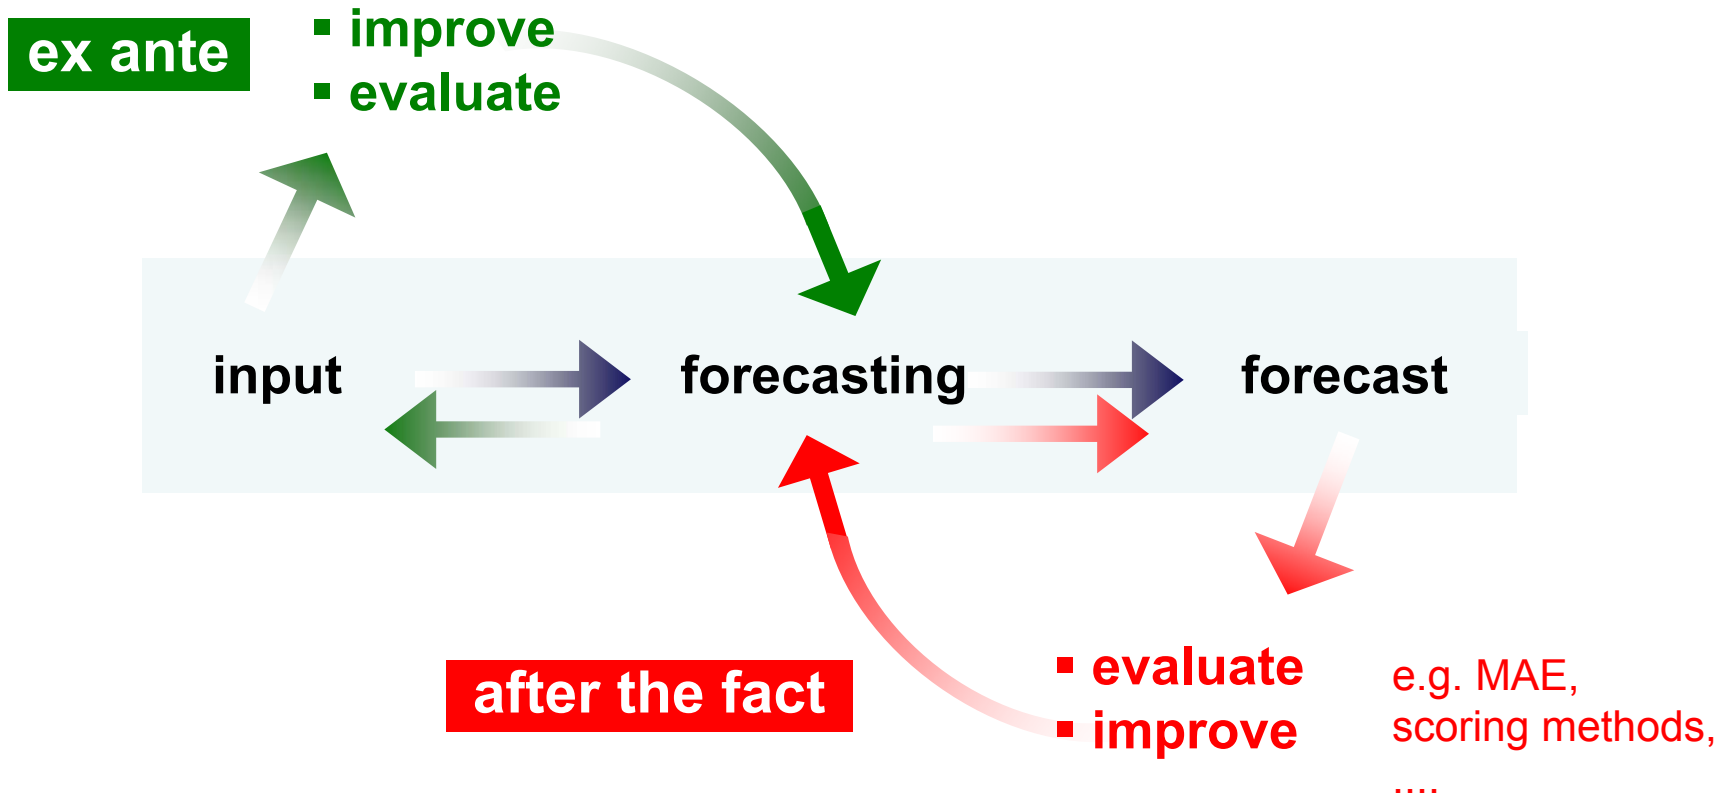 ex ante
▪ improve
▪ evaluate
input
forecasting
forecast
after the fact
▪ evaluate
▪ improve
e.g. MAE,
scoring methods,
....